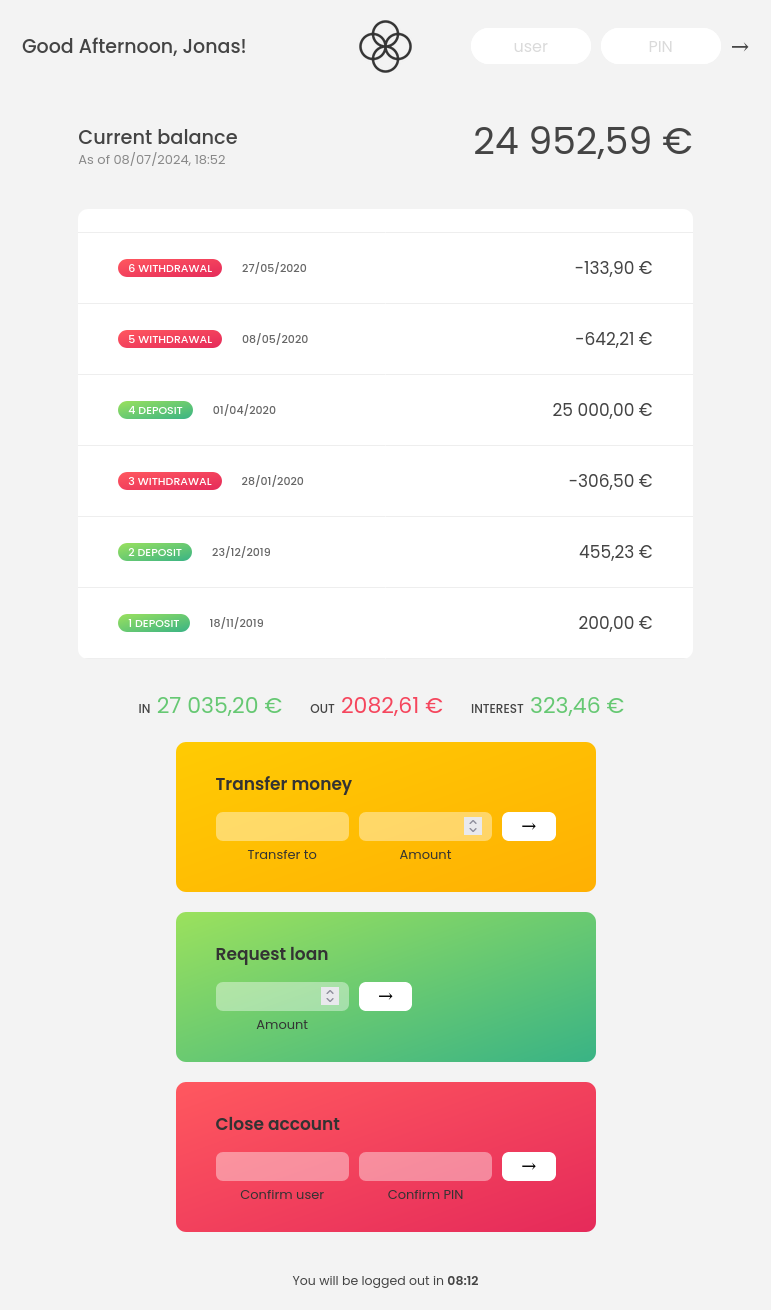 Good Afternoon, Jonas!
user
PIN
→
Current balance
As of 08/07/2024, 18:52
24 952,59 €
6 WITHDRAWAL 27/05/2020 -133,90 €
5 WITHDRAWAL 08/05/2020 -642,21 €
4 DEPOSIT 01/04/2020 25 000,00 €
3 WITHDRAWAL 28/01/2020 -306,50 €
2 DEPOSIT 23/12/2019 455,23 €
1 DEPOSIT 18/11/2019 200,00 €
IN 27 035,20 € OUT 2082,61 € INTEREST 323,46 €
Transfer money
→
Transfer to Amount
Request loan
→
Amount
Close account
→
Confirm user Confirm PIN
You will be logged out in 08:12